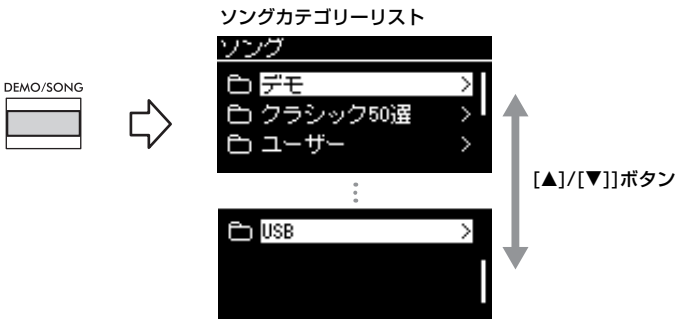 ソングカテゴリーリスト
ソング
DEMO/SONG
デモ >
クラシック50選 >
ユーザー >
[▲]/[▼]]ボタン
USB >